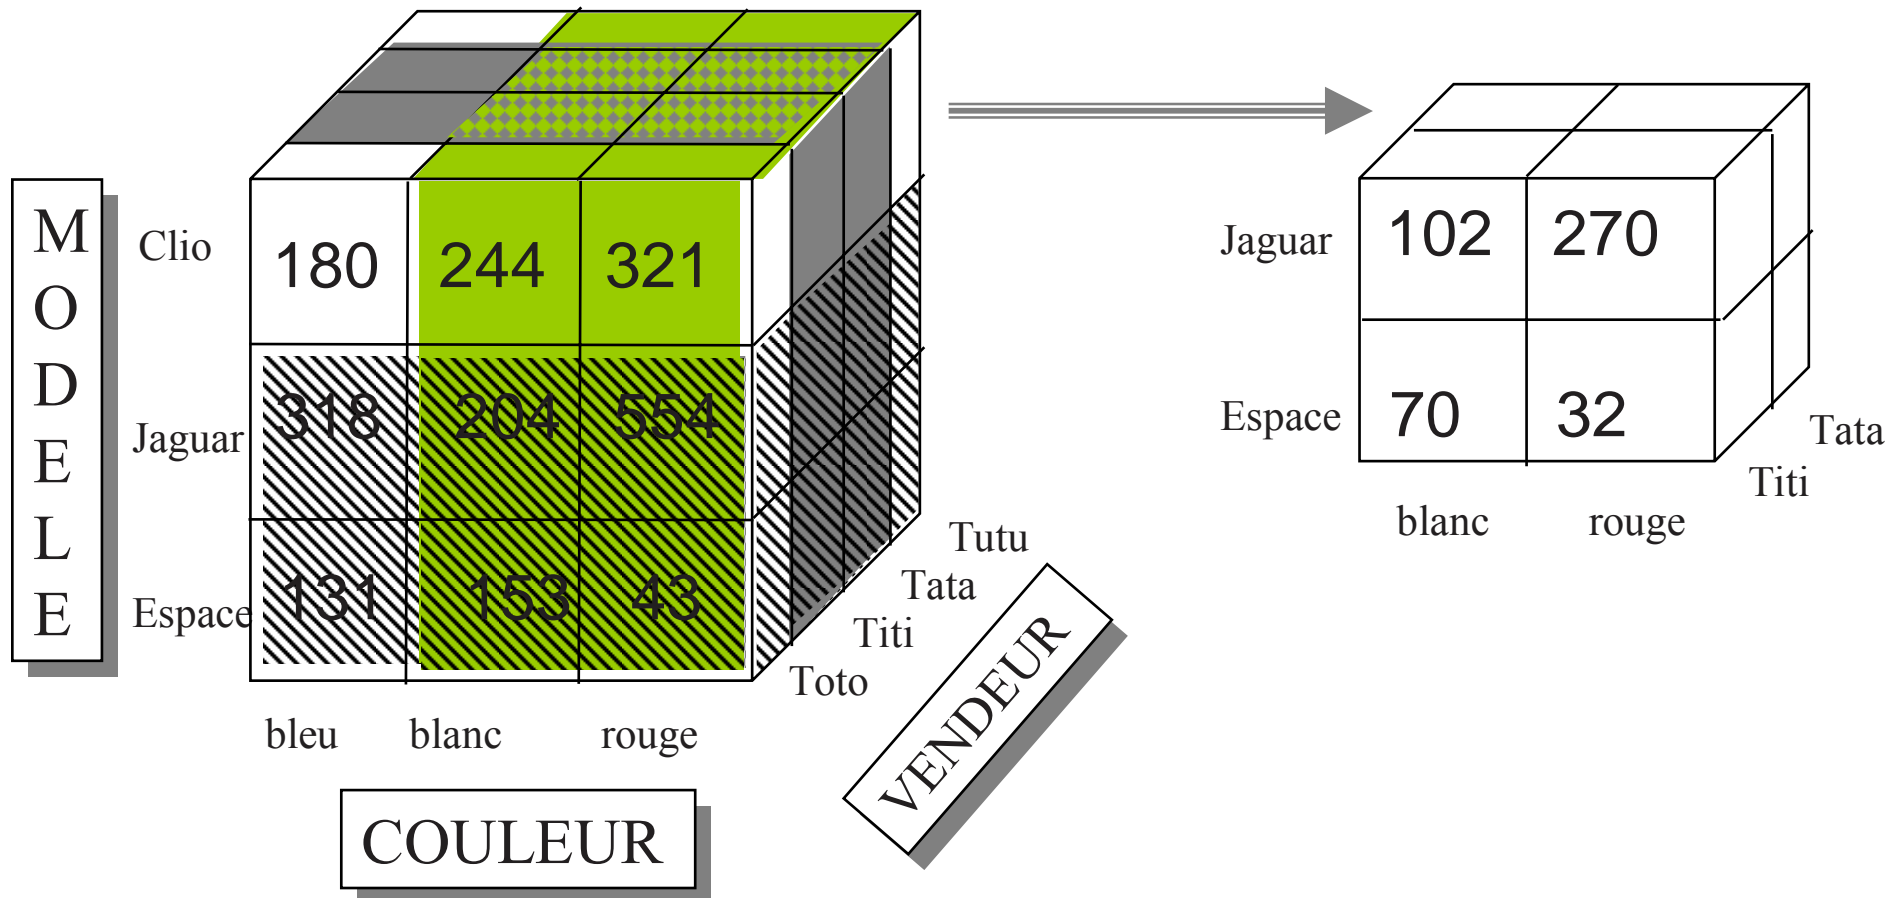 M
O
D
E
L
E
Clio
180 244 321
Jaguar
318 204 554
Espace
131 153 43
bleu blanc rouge
COULEUR
Toto
Titi
Tata
Tutu
VENDEUR
Jaguar
102 270
Espace
70 32
blanc rouge
Titi
Tata